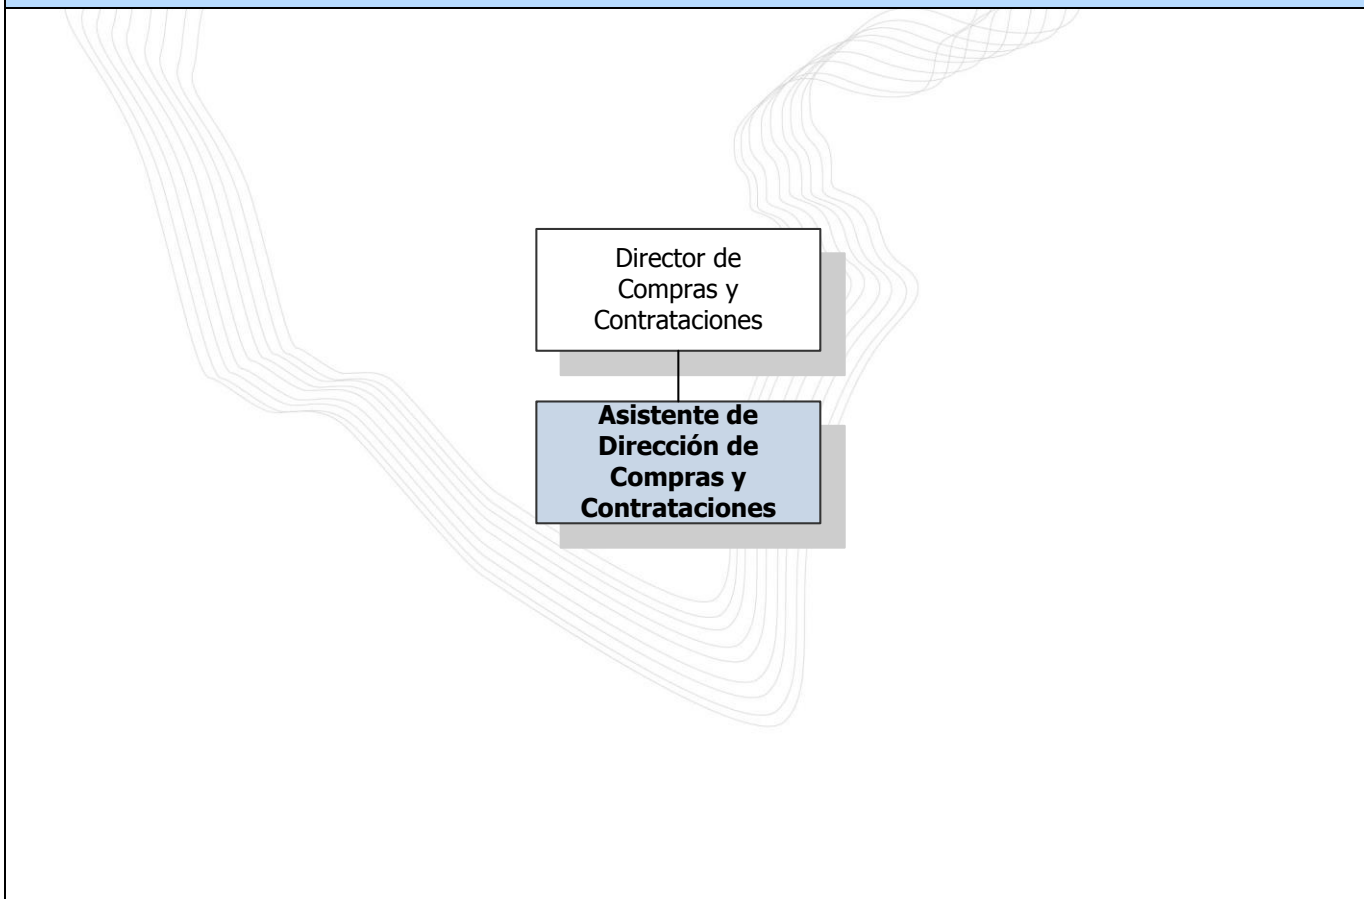 Director de
Compras y
Contrataciones
Asistente de
Dirección de
Compras y
Contrataciones